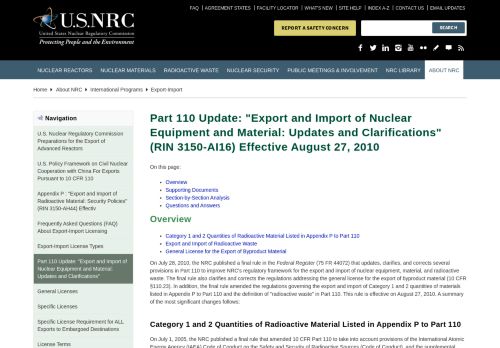 FAQ | AGREEMENT STATES | FACILITY LOCATOR | WHAT'S NEW | SITE HELP | INDEX A-Z | CONTACT US | EMAIL UPDATES
U.S.NRC
United States Nuclear Regulatory Commission
Protecting People and the Environment
REPORT A SAFETY CONCERN
SEARCH
NUCLEAR REACTORS NUCLEAR MATERIALS RADIOACTIVE WASTE NUCLEAR SECURITY PUBLIC MEETINGS & INVOLVEMENT NRC LIBRARY ABOUT NRC
Home About NRC International Programs Export-Import
Navigation
U.S. Nuclear Regulatory Commission
Preparations for the Export of
Advanced Reactors
U.S. Policy Framework on Civil Nuclear
Cooperation with China For Exports
Pursuant to 10 CFR 110
Appendix P : "Export and Import of
Radioactive Material: Security Policies"
(RIN 3150-AH44) Effectiv
Frequently Asked Questions (FAQ)
About Export-Import Licensing
Export-Import License Types
Part 110 Update: "Export and Import of
Nuclear Equipment and Material:
Updates and Clarifications"
General Licenses
Specific Licenses
Specific License Requirement for ALL
Exports to Embargoed Destinations
License Terms
Part 110 Update: "Export and Import of Nuclear
Equipment and Material: Updates and Clarifications"
(RIN 3150-AI16) Effective August 27, 2010
On this page:
Overview
Supporting Documents
Section-by-Section Analysis
Questions and Answers
Overview
Category 1 and 2 Quantities of Radioactive Material Listed in Appendix P to Part 110
Export and Import of Radioactive Waste
General License for the Export of Byproduct Material
On July 28, 2010, the NRC published a final rule in the Federal Register (75 FR 44072) that updates, clarifies, and corrects several
provisions in Part 110 to improve NRC's regulatory framework for the export and import of nuclear equipment, material, and radioactive
waste. The final rule also clarifies and corrects the regulations addressing the general license for the export of byproduct material (10 CFR
§110.23). In addition, the final rule amended the regulations governing the export and import of Category 1 and 2 quantities of materials
listed in Appendix P to Part 110 and the definition of "radioactive waste" in Part 110. This rule is effective on August 27, 2010. A summary
of the most significant changes follows:
Category 1 and 2 Quantities of Radioactive Material Listed in Appendix P to Part 110
On July 1, 2005, the NRC published a final rule that amended 10 CFR Part 110 to take into account provisions of the International Atomic
Energy Agency (IAEA) Code of Conduct on the Safety and Security of Radioactive Sources (Code of Conduct), and the supplemental